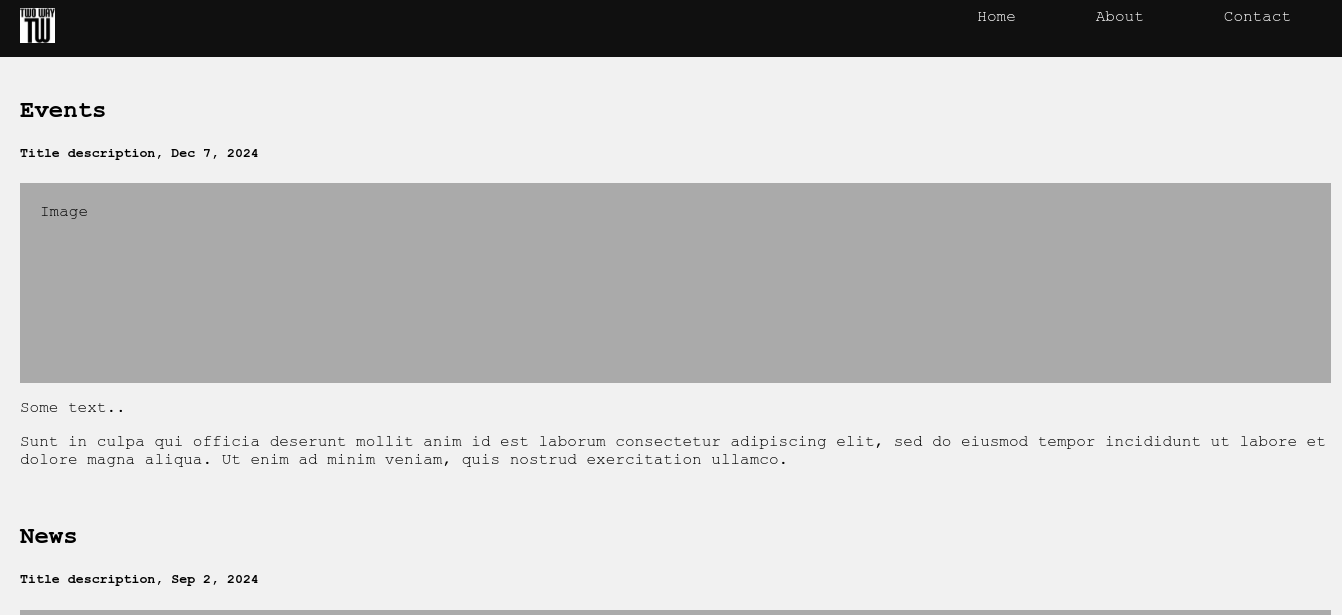 TWO WAY
TW
Home About Contact
Events
Title description, Dec 7, 2024
Image
Some text..
Sunt in culpa qui officia deserunt mollit anim id est laborum consectetur adipiscing elit, sed do eiusmod tempor incididunt ut labore et
dolore magna aliqua. Ut enim ad minim veniam, quis nostrud exercitation ullamco.
News
Title description, Sep 2, 2024